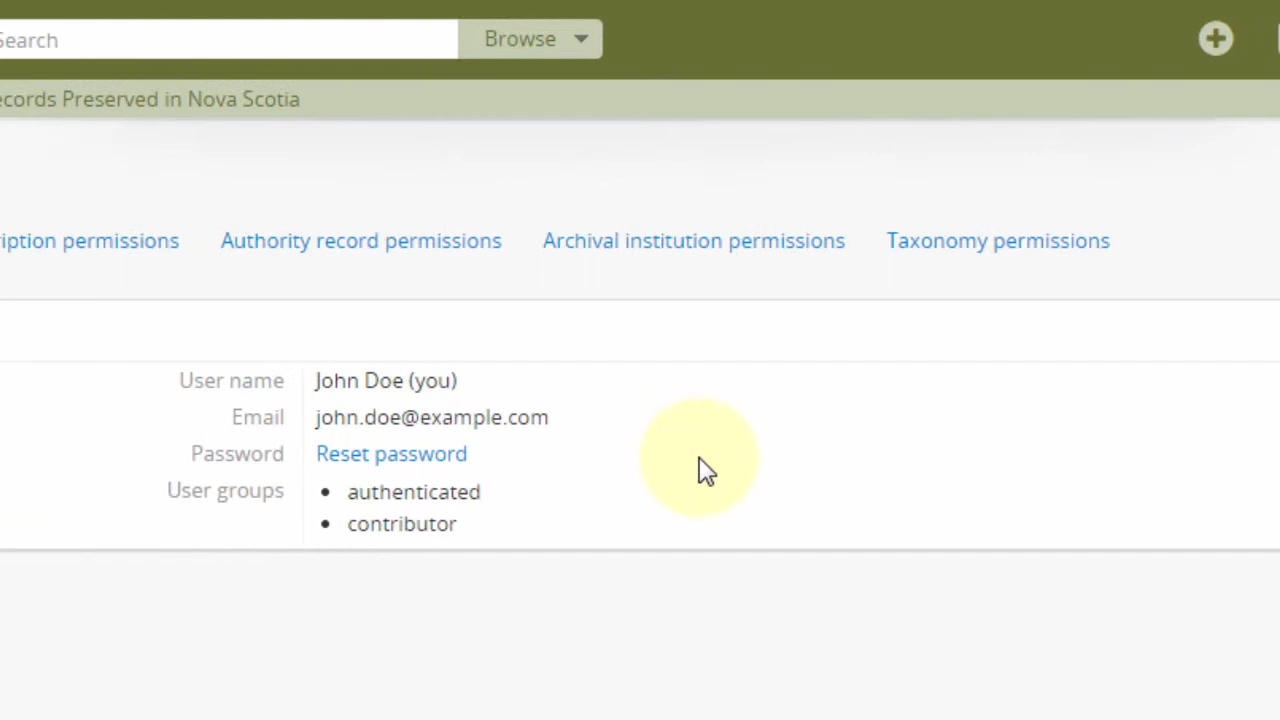 Search
Browse
ecords Preserved in Nova Scotia
iption permissions Authority record permissions Archival institution permissions Taxonomy permissions
User name John Doe (you)
Email john.doe@example.com
Password Reset password
User groups • authenticated
• contributor